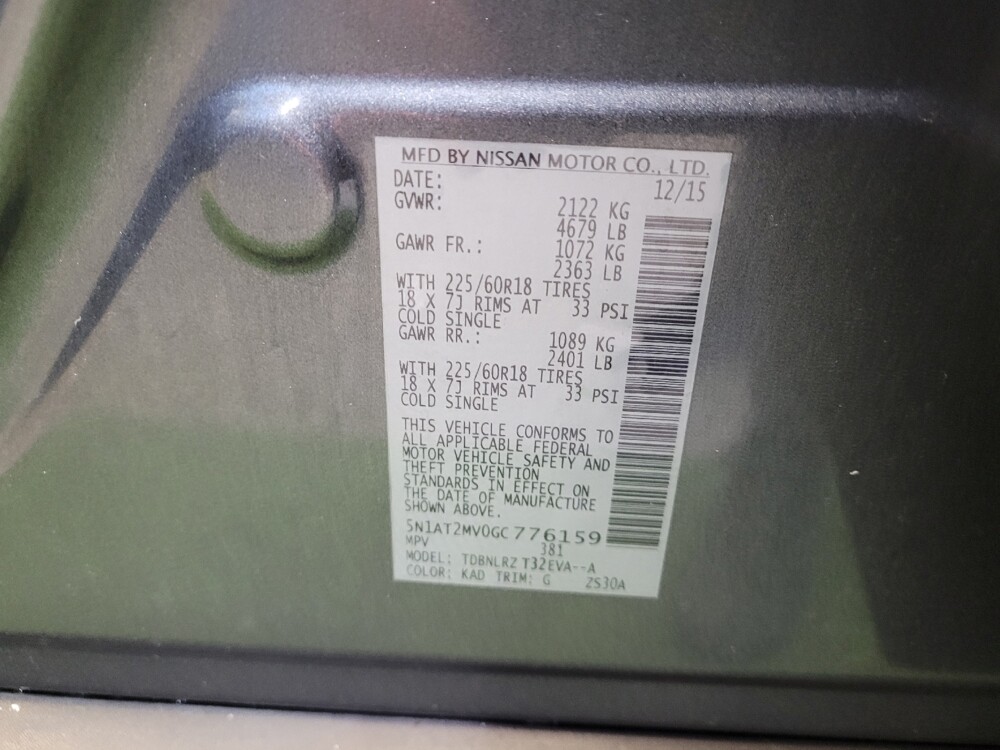 MFD BY NISSAN MOTOR CO., LTD.
DATE: 12/15
GVWR: 2122 KG
4679 LB
GAWR FR.: 1072 KG
2363 LB
WITH 225/60R18 TIRES
18 X 7J RIMS AT 33 PSI
COLD SINGLE
GAWR RR.: 1089 KG
2401 LB
WITH 225/60R18 TIRES
18 X 7J RIMS AT 33 PSI
COLD SINGLE
THIS VEHICLE CONFORMS TO
ALL APPLICABLE FEDERAL
MOTOR VEHICLE SAFETY AND
THEFT PREVENTION
STANDARDS IN EFFECT ON
THE DATE OF MANUFACTURE
SHOWN ABOVE.
5N1AT2MV0GC776159
MPV 381
MODEL: TDBNLRZ T32EVA--A
COLOR: KAD TRIM: G 2S30A